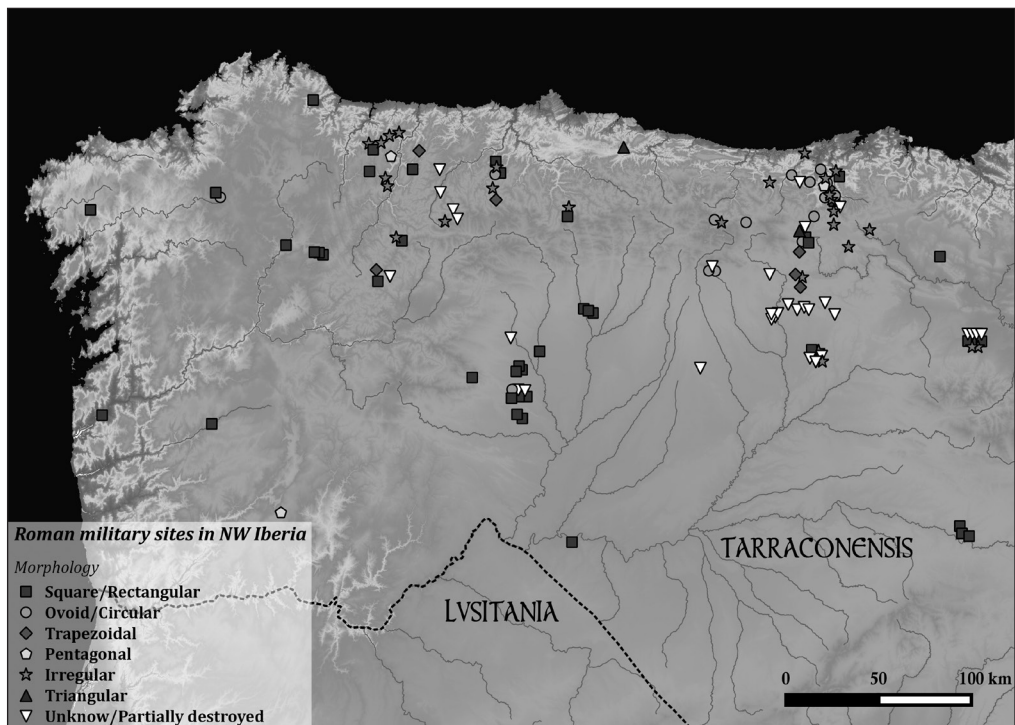 TARRACONENSIS
LVSITANIA
Roman military sites in NW Iberia
Morphology
Square/Rectangular
Ovoid/Circular
Trapezoidal
Pentagonal
Irregular
Triangular
Unknow/Partially destroyed
0 50 100 km